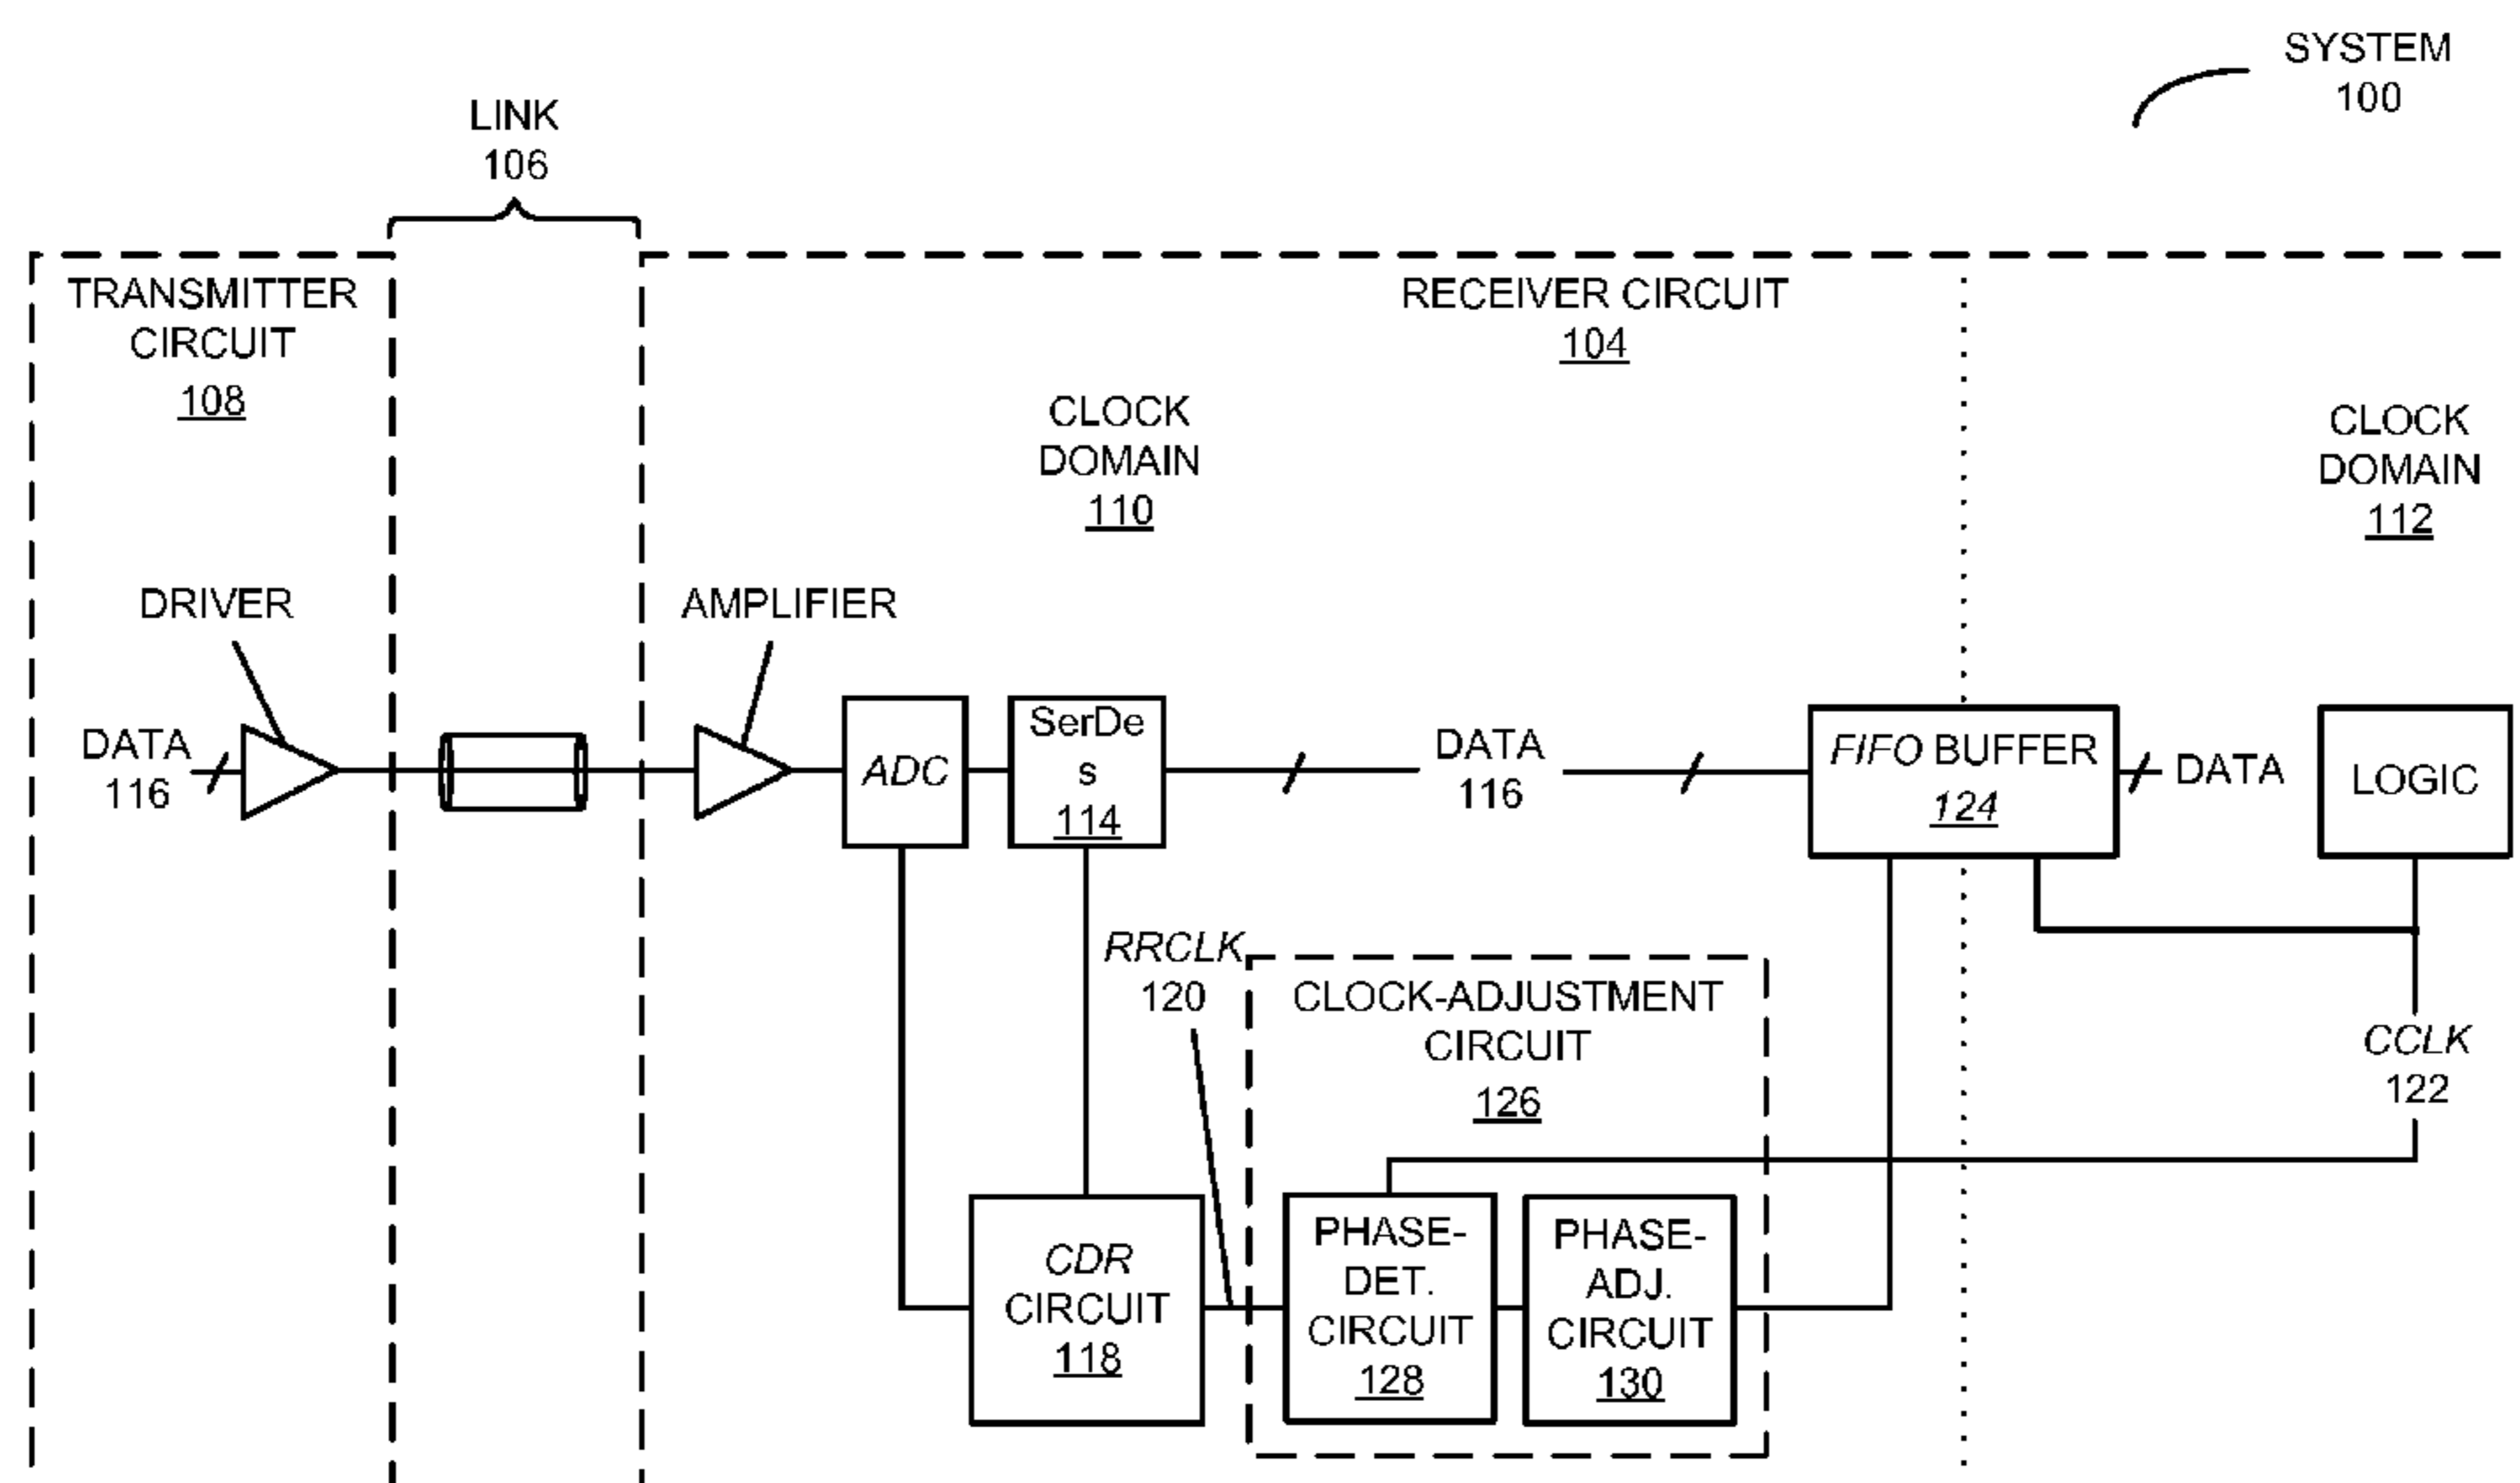 SYSTEM
100
LINK
106
TRANSMITTER
CIRCUIT
108
RECEIVER CIRCUIT
104
CLOCK
DOMAIN
110
CLOCK
DOMAIN
112
DRIVER
AMPLIFIER
DATA
116
ADC
SerDe
s
114
DATA
116
FIFO BUFFER
124
DATA
LOGIC
RRCLK
120
CLOCK-ADJUSTMENT
CIRCUIT
126
CCLK
122
CDR
CIRCUIT
118
PHASE-
DET.
CIRCUIT
128
PHASE-
ADJ.
CIRCUIT
130